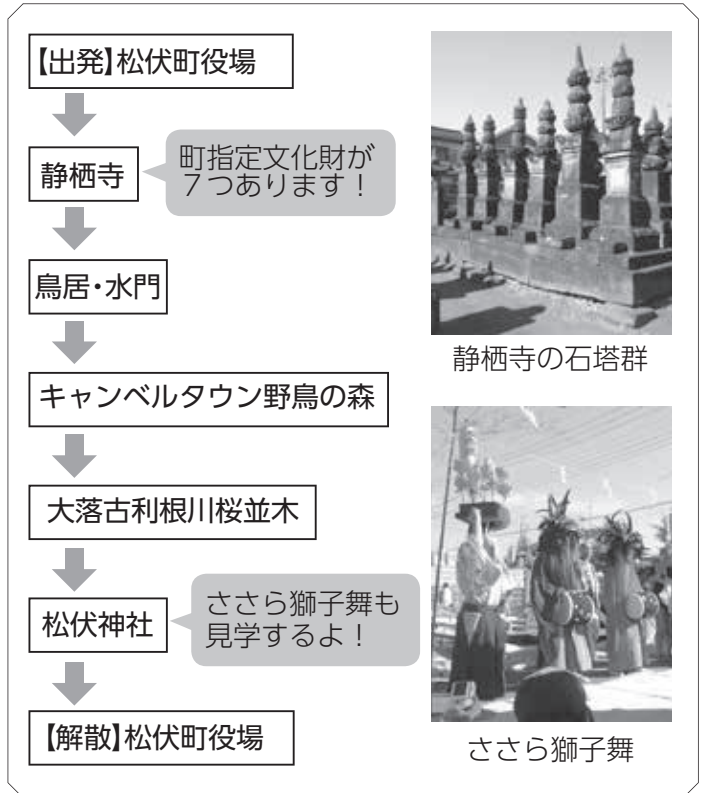 【出発】松伏町役場
静栖寺
町指定文化財が
７つあります！
鳥居・水門
キャンベルタウン野鳥の森
大落古利根川桜並木
松伏神社
ささら獅子舞も
見学するよ！
【解散】松伏町役場
静栖寺の石塔群
ささら獅子舞